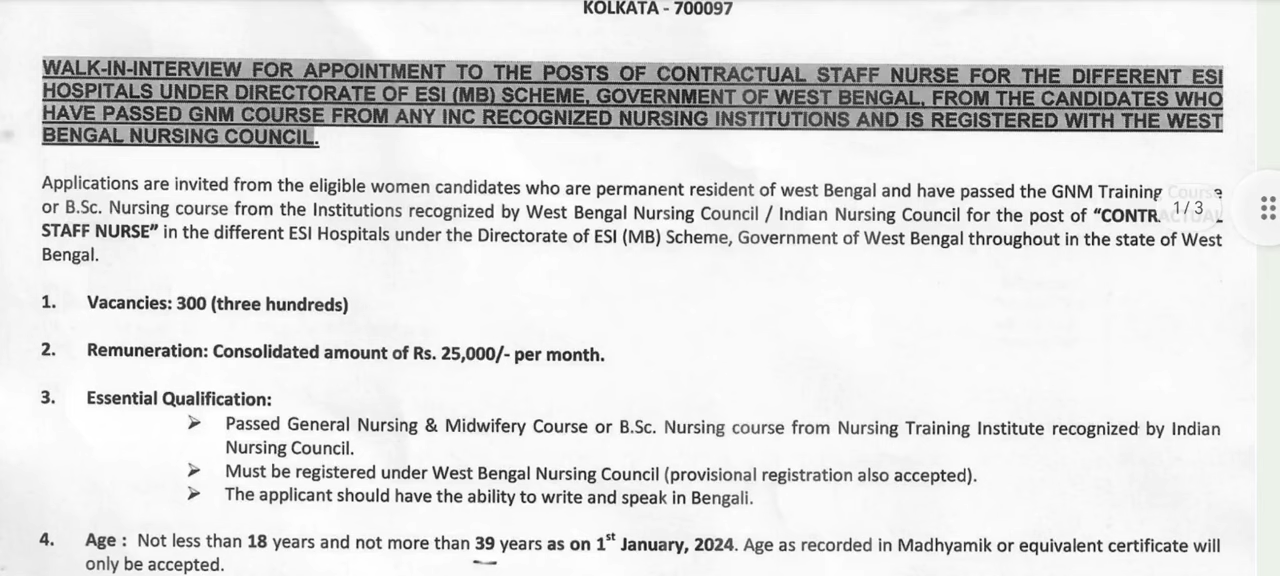 KOLKATA - 700097
WALK-IN-INTERVIEW FOR APPOINTMENT TO THE POSTS OF CONTRACTUAL STAFF NURSE FOR THE DIFFERENT ESI
HOSPITALS UNDER DIRECTORATE OF ESI (MB) SCHEME, GOVERNMENT OF WEST BENGAL, FROM THE CANDIDATES WHO
HAVE PASSED GNM COURSE FROM ANY INC RECOGNIZED NURSING INSTITUTIONS AND IS REGISTERED WITH THE WEST
BENGAL NURSING COUNCIL.
Applications are invited from the eligible women candidates who are permanent resident of west Bengal and have passed the GNM Training Course
or B.Sc. Nursing course from the Institutions recognized by West Bengal Nursing Council / Indian Nursing Council for the post of “CONTRACTUAL
1/3
STAFF NURSE” in the different ESI Hospitals under the Directorate of ESI (MB) Scheme, Government of West Bengal throughout in the state of West
Bengal.
1. Vacancies: 300 (three hundreds)
2. Remuneration: Consolidated amount of Rs. 25,000/- per month.
3. Essential Qualification:
➢ Passed General Nursing & Midwifery Course or B.Sc. Nursing course from Nursing Training Institute recognized by Indian
Nursing Council.
➢ Must be registered under West Bengal Nursing Council (provisional registration also accepted).
➢ The applicant should have the ability to write and speak in Bengali.
4. Age : Not less than 18 years and not more than 39 years as on 1st January, 2024. Age as recorded in Madhyamik or equivalent certificate will
only be accepted.